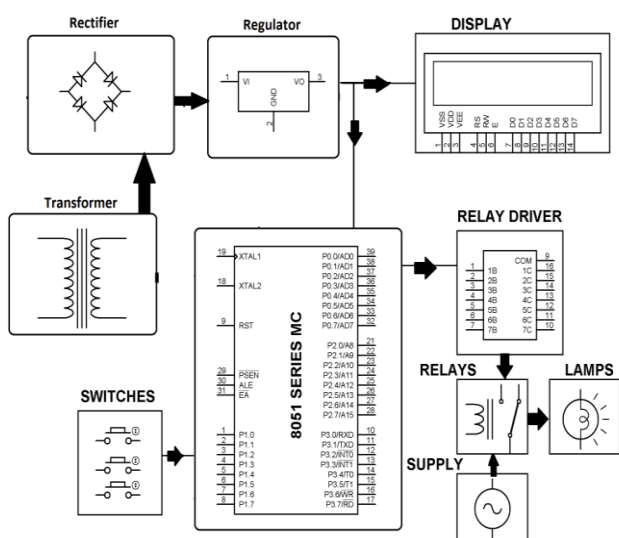 Rectifier
Regulator
DISPLAY
1 VI VO 3
GND
2
VSS VDD VEE RS RW E D0 D1 D2 D3 D4 D5 D6 D7
1 2 3 4 5 6 7 8 9 10 11 12 13 14
Transformer
RELAY DRIVER
COM 9
1 1B 1C 16
2 2B 2C 15
3 3B 3C 14
4 4B 4C 13
5 5B 5C 12
6 6B 6C 11
7 7B 7C 10
19 XTAL1
18 XTAL2
9 RST
29 PSEN
30 ALE
31 EA
1 P1.0
2 P1.1
3 P1.2
4 P1.3
5 P1.4
6 P1.5
7 P1.6
8 P1.7
8051 SERIES MC
P0.0/AD0 39
P0.1/AD1 38
P0.2/AD2 37
P0.3/AD3 36
P0.4/AD4 35
P0.5/AD5 34
P0.6/AD6 33
P0.7/AD7 32
P2.0/A8 21
P2.1/A9 22
P2.2/A10 23
P2.3/A11 24
P2.4/A12 25
P2.5/A13 26
P2.6/A14 27
P2.7/A15 28
P3.0/RXD 10
P3.1/TXD 11
P3.2/INT0 12
P3.3/INT1 13
P3.4/T0 14
P3.5/T1 15
P3.6/WR 16
P3.7/RD 17
SWITCHES
RELAYS
LAMPS
SUPPLY